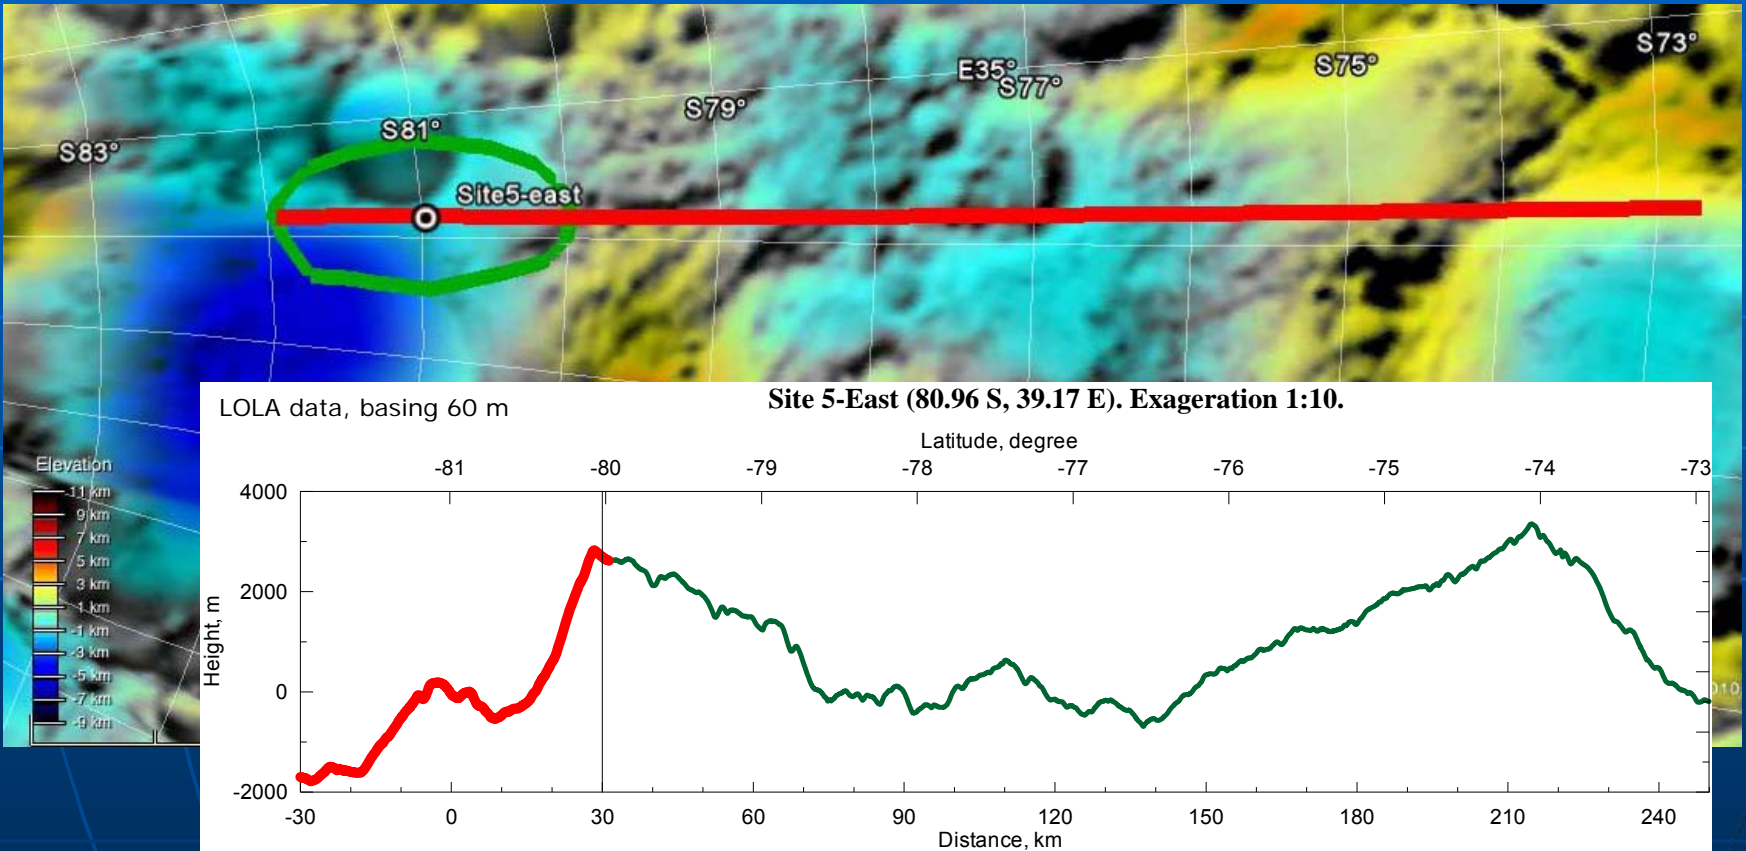 S73°
S75°
E35°
S77°
S79°
S81°
S83°
Site5-east
LOLA data, basing 60 m
Site 5-East (80.96 S, 39.17 E). Exageration 1:10.
Latitude, degree
-81 -80 -79 -78 -77 -76 -75 -74 -73
Elevation
11 km
9 km
7 km
5 km
3 km
1 km
-1 km
-3 km
-5 km
-7 km
-9 km
Height, m
4000
2000
0
-2000
-30 0 30 60 90 120 150 180 210 240
Distance, km